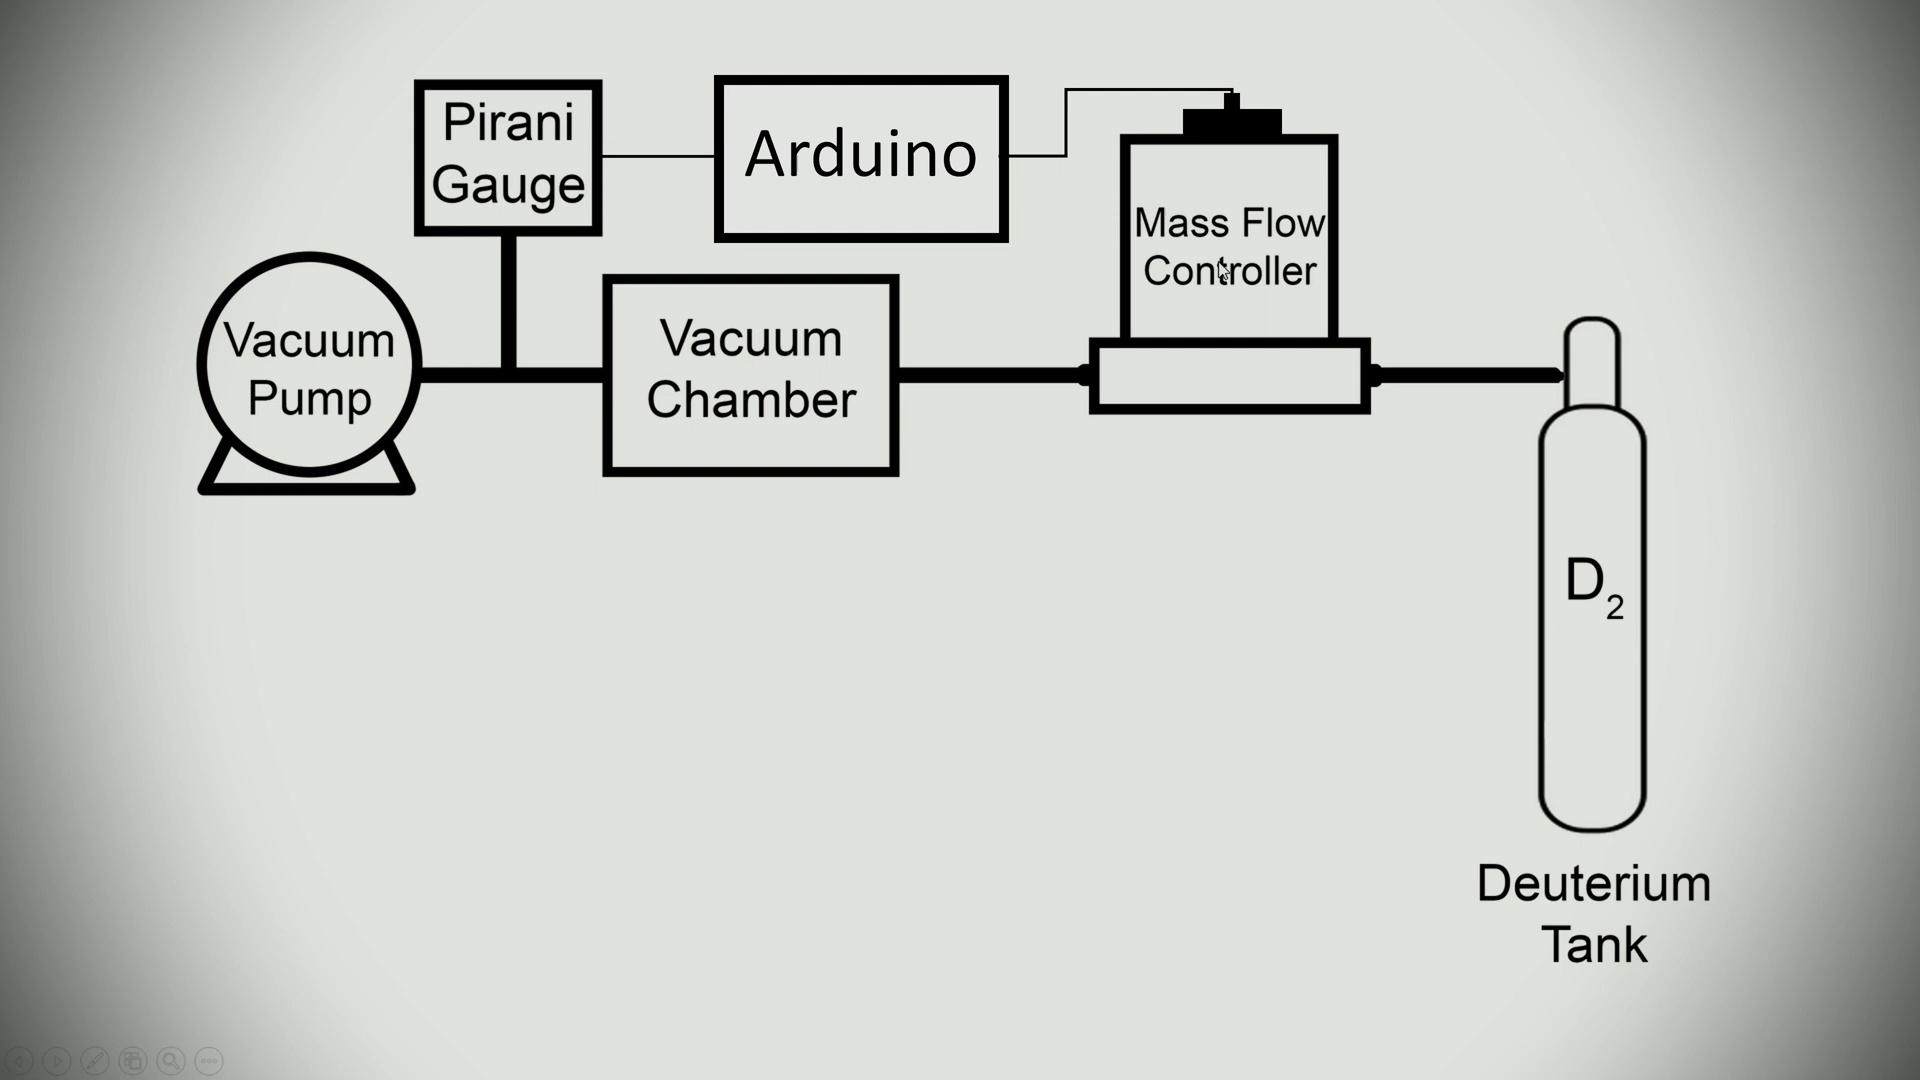 Pirani
Gauge
Arduino
Mass Flow
Controller
Vacuum
Pump
Vacuum
Chamber
D₂
Deuterium
Tank